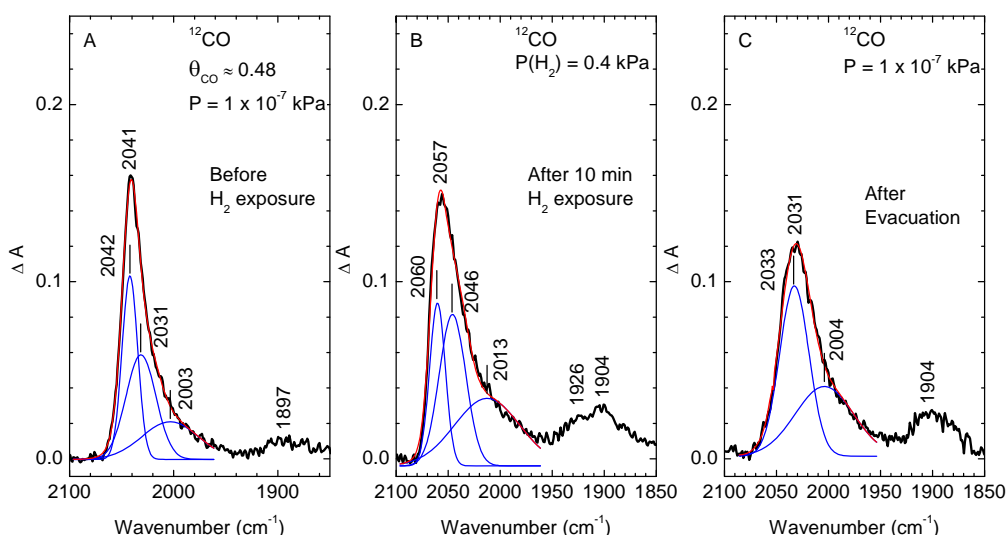 A
¹²CO
θCO ≈ 0.48
P = 1 x 10⁻⁷ kPa
Before
H₂ exposure
2041
2042
2031
2003
1897
0.2
0.1
0.0
Δ A
2100
2000
1900
Wavenumber (cm⁻¹)
B
¹²CO
P(H₂) = 0.4 kPa
After 10 min
H₂ exposure
2057
2060
2046
2013
1926
1904
0.2
0.1
0.0
Δ A
2100
2050
2000
1950
1900
1850
Wavenumber (cm⁻¹)
C
¹²CO
P = 1 x 10⁻⁷ kPa
After
Evacuation
2031
2033
2004
1904
0.2
0.1
0.0
Δ A
2100
2050
2000
1950
1900
1850
Wavenumber (cm⁻¹)